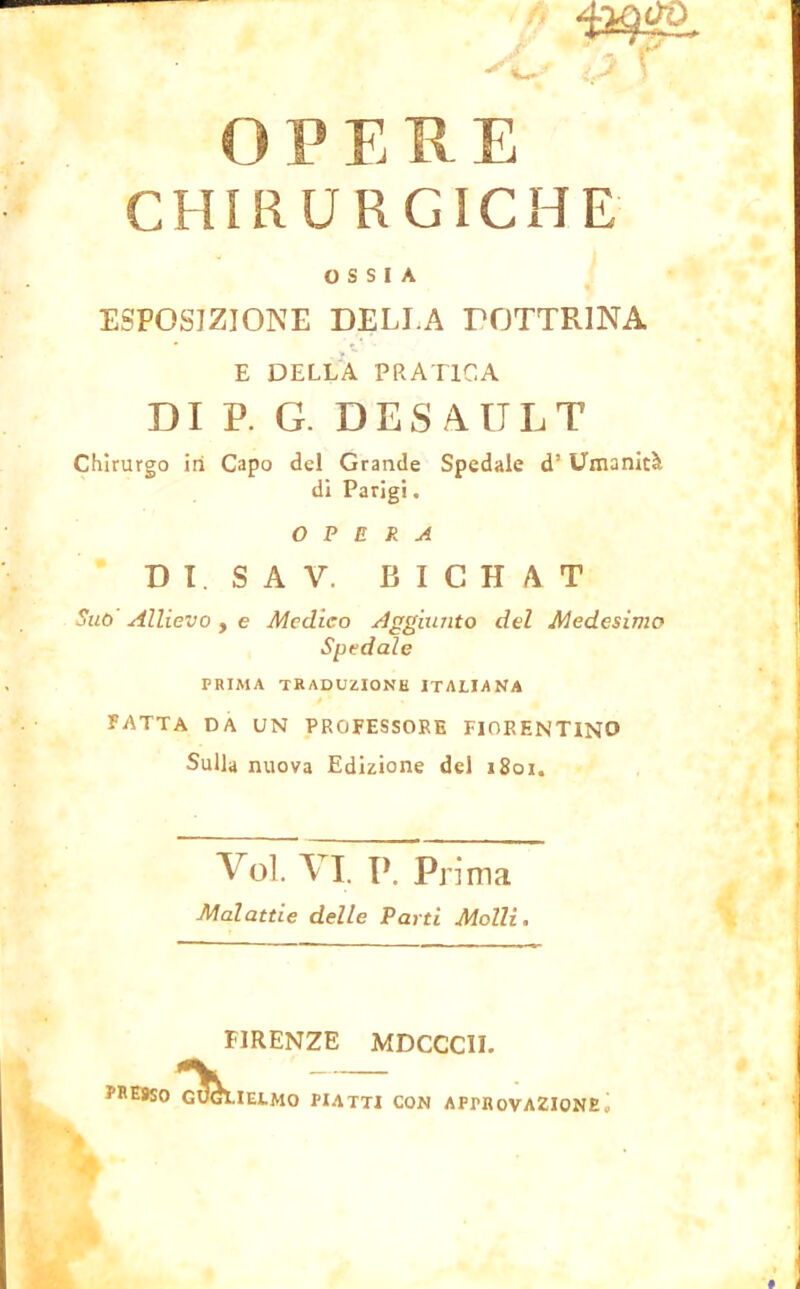 OPERE
CHIRURGICHE
OSSIA
ESPOSIZIONE DELLA DOTTRINA
E DELLA PRATICA
DI P. G. DESAULT
Chirurgo in Capo del Grande Spedale d' Umanità
di Parigi.
OPERA
DI. SAV. BICHAT
Suo Allievo, e Medico Aggiunto del Medesimo
Spedale
PRIMA TRADUZIONE ITALIANA
FATTA DA UN PROFESSORE FIORENTINO
Sulla nuova Edizione del 1801.
Vol. VI. P. Prima
Malattie delle Parti Molli.
FIRENZE MDCCCII.
PRESSO GUGLIELMO PIATTI CON APPROVAZIONE.